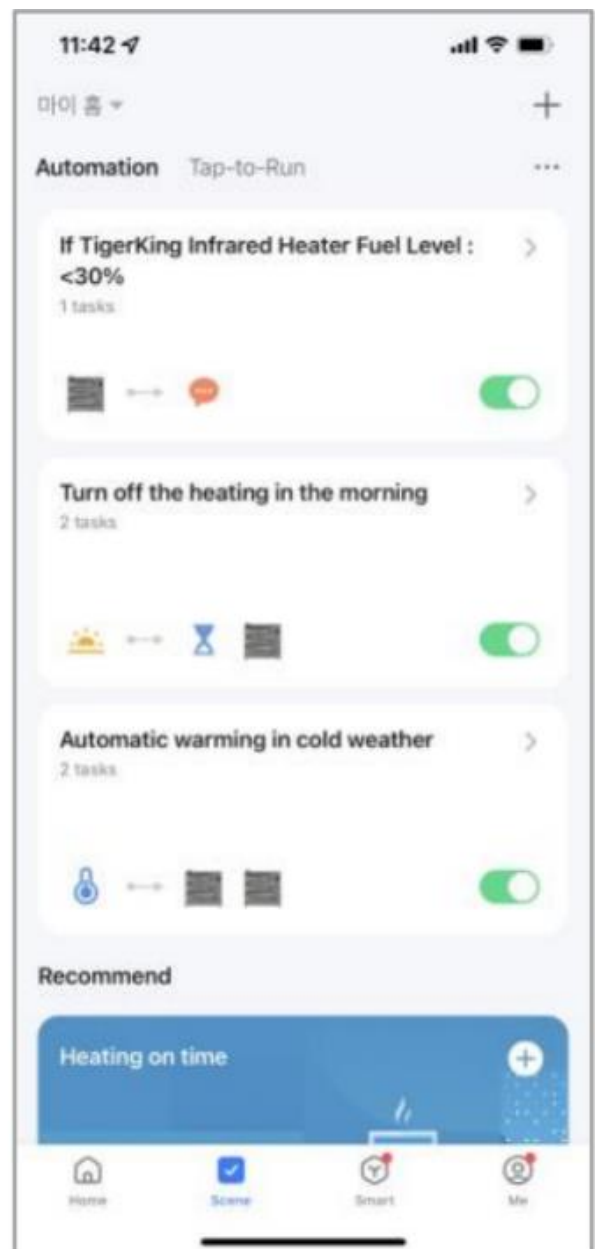 11:42
마이 홈
Automation Tap-to-Run
If TigerKing Infrared Heater Fuel Level :
<30%
1 tasks
Turn off the heating in the morning
2 tasks
Automatic warming in cold weather
2 tasks
Recommend
Heating on time
Home Scene Smart Me